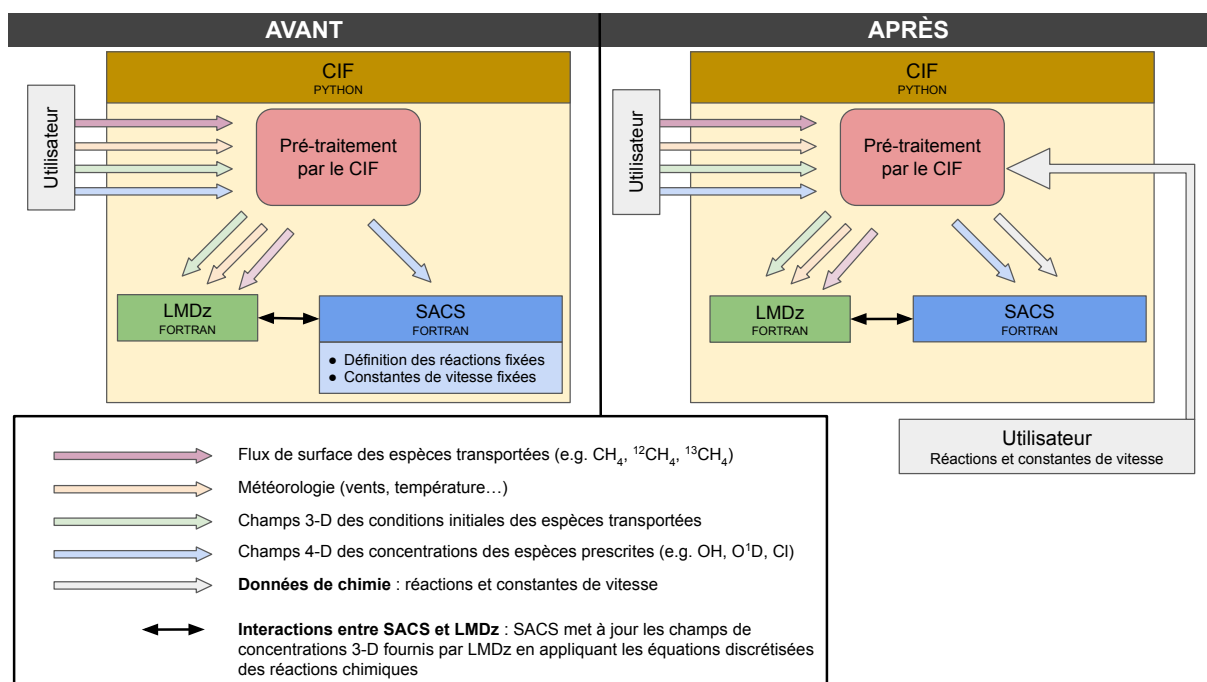 AVANT
APRÈS
CIF
PYTHON
Utilisateur
Pré-traitement
par le CIF
LMDz
FORTRAN
SACS
FORTRAN
● Définition des réactions fixées
● Constantes de vitesse fixées
CIF
PYTHON
Utilisateur
Pré-traitement
par le CIF
LMDz
FORTRAN
SACS
FORTRAN
Utilisateur
Réactions et constantes de vitesse
Flux de surface des espèces transportées (e.g. CH₄, ¹²CH₄, ¹³CH₄)
Météorologie (vents, température…)
Champs 3-D des conditions initiales des espèces transportées
Champs 4-D des concentrations des espèces prescrites (e.g. OH, O¹D, Cl)
Données de chimie : réactions et constantes de vitesse
Interactions entre SACS et LMDz : SACS met à jour les champs de
concentrations 3-D fournis par LMDz en appliquant les équations discrétisées
des réactions chimiques